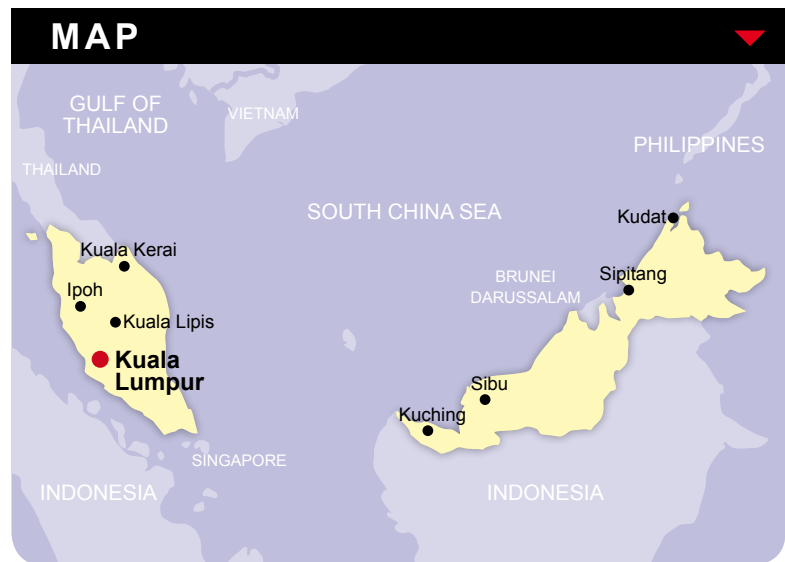 MAP
GULF OF
THAILAND
VIETNAM
PHILIPPINES
THAILAND
SOUTH CHINA SEA
Kudat
Kuala Kerai
BRUNEI
DARUSSALAM
Sipitang
Ipoh
Kuala Lipis
Kuala
Lumpur
Sibu
Kuching
SINGAPORE
INDONESIA
INDONESIA